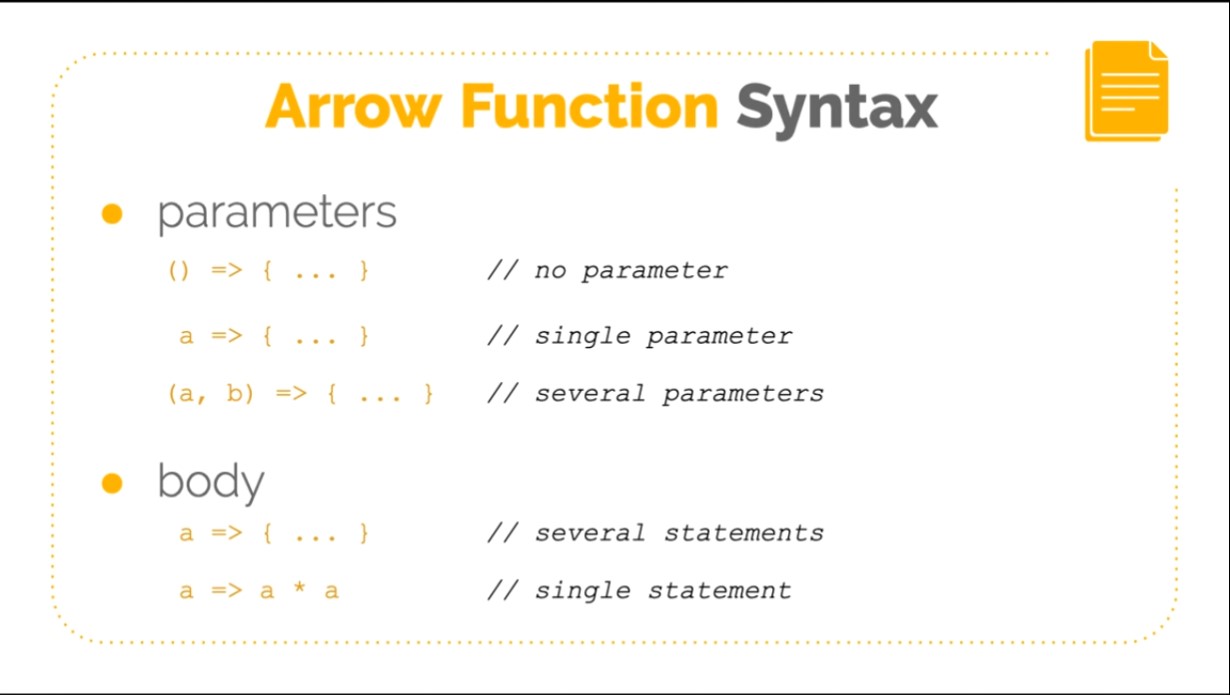 Arrow Function Syntax
● parameters
() => { ... } // no parameter
a => { ... } // single parameter
(a, b) => { ... } // several parameters
● body
a => { ... } // several statements
a => a * a // single statement